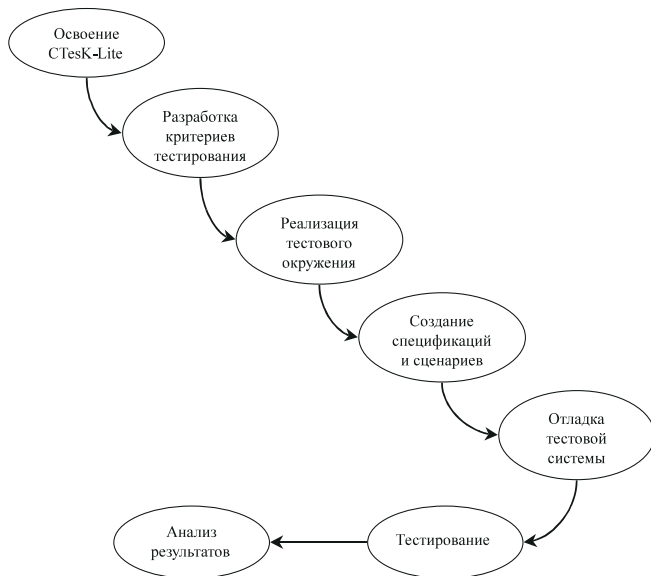 Освоение
CTesK-Lite
Разработка
критериев
тестирования
Реализация
тестового
окружения
Создание
спецификаций
и сценариев
Отладка
тестовой
системы
Тестирование
Анализ
результатов